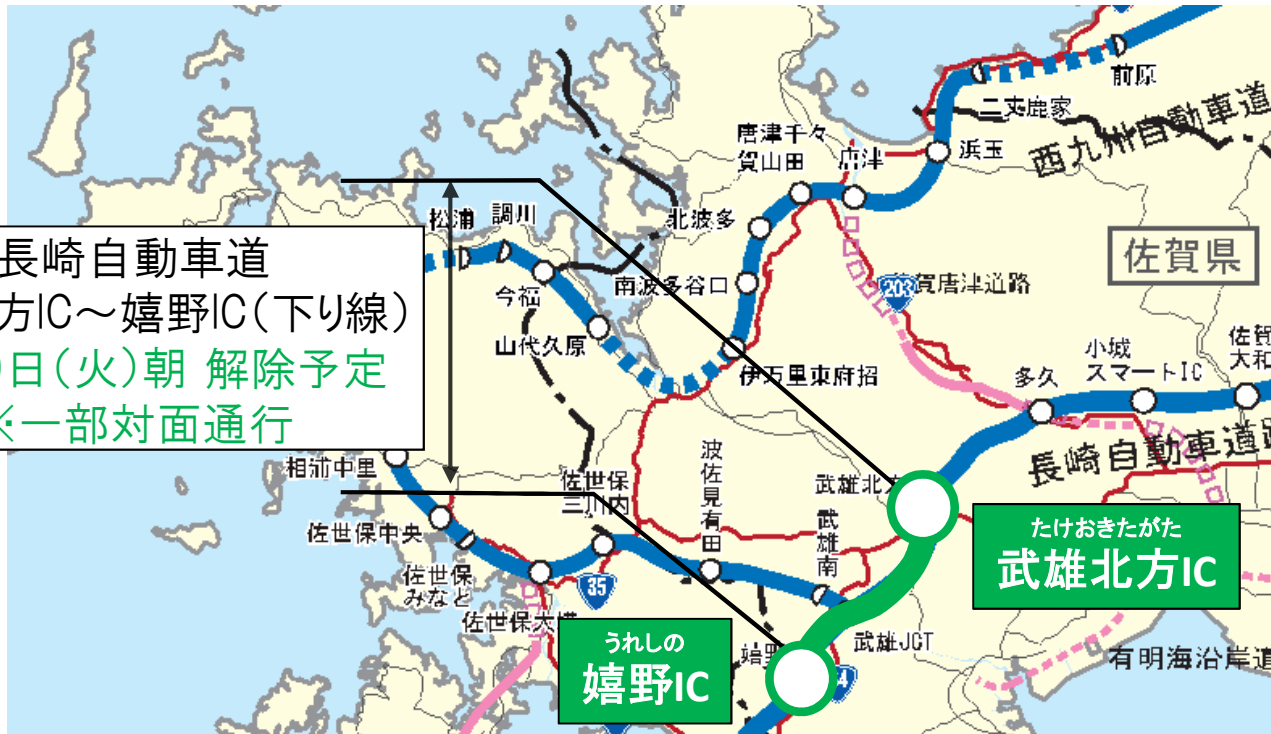 前原
二丈鹿家
西九州自動車道
唐津千々
賀山田
唐津
浜玉
松浦
調川
北波多
佐賀県
長崎自動車道
方IC～嬉野IC（下り線）
日（火）朝 解除予定
※一部対面通行
今福
南波多谷口
203
賀唐津道路
山代久原
伊万里東府招
小城
スマートIC
佐賀
大和
多久
長崎自動車道
相浦中里
佐世保
三川内
波佐見有田
武雄北方
武雄南
佐世保中央
たけおきたがた
武雄北方IC
佐世保
みなと
35
佐世保大塔
うれしの
嬉野IC
嬉野
武雄JCT
有明海沿岸道